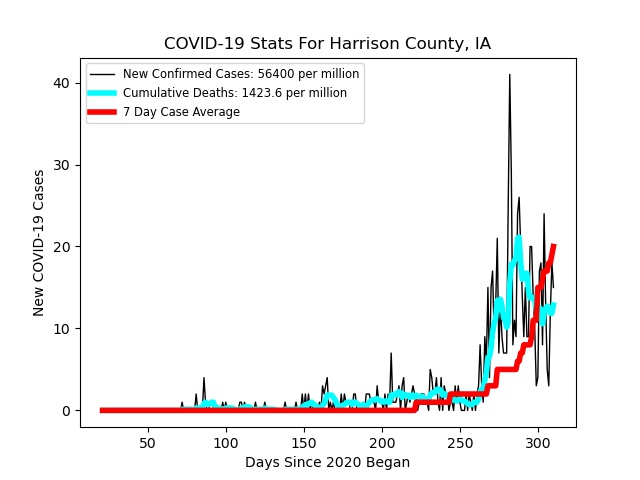 COVID-19 Stats For Harrison County, IA
New Confirmed Cases: 56400 per million
Cumulative Deaths: 1423.6 per million
7 Day Case Average
New COVID-19 Cases
40
30
20
10
0
50 100 150 200 250 300
Days Since 2020 Began